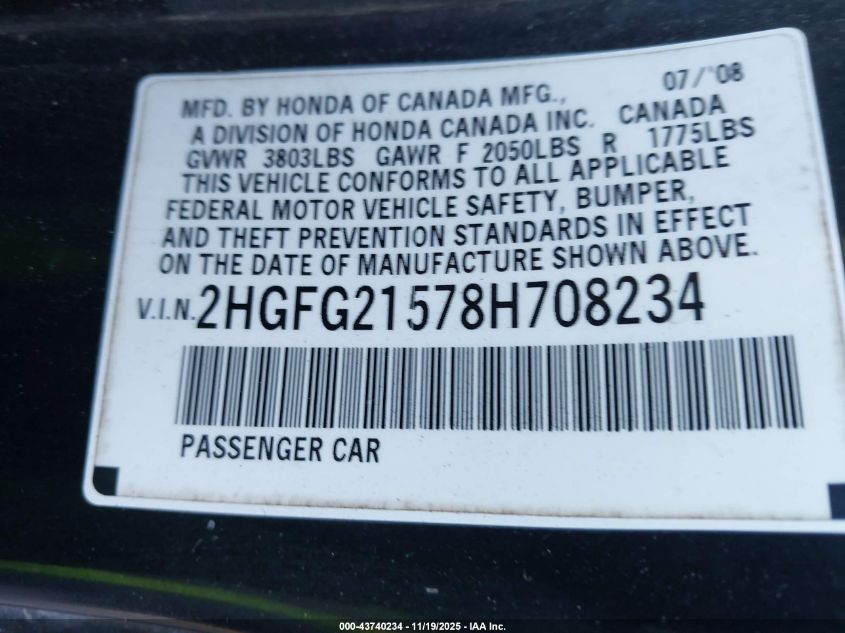 07/'08
MFD. BY HONDA OF CANADA MFG.,
A DIVISION OF HONDA CANADA INC. CANADA
GVWR 3803LBS GAWR F 2050LBS R 1775LBS
THIS VEHICLE CONFORMS TO ALL APPLICABLE
FEDERAL MOTOR VEHICLE SAFETY, BUMPER,
AND THEFT PREVENTION STANDARDS IN EFFECT
ON THE DATE OF MANUFACTURE SHOWN ABOVE.
V.I.N. 2HGFG21578H708234
PASSENGER CAR
000-43740234 - 11/19/2025 - IAA Inc.